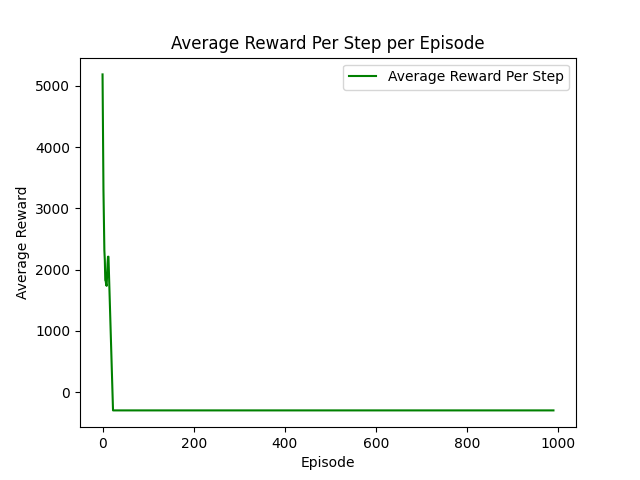 Average Reward Per Step per Episode
Average Reward Per Step
5000
4000
3000
2000
1000
0
Average Reward
0 200 400 600 800 1000
Episode